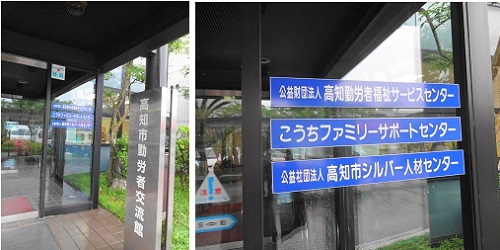 高知市勤労者交流館
公益財団法人 高知勤労者福祉サービスセンター
こうちファミリーサポートセンター
公益社団法人 高知市シルバー人材センター